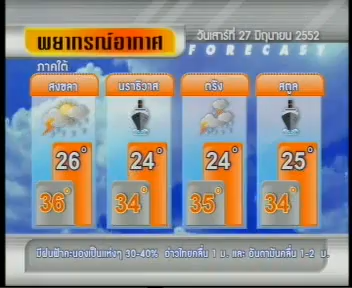 พยากรณ์อากาศ
วันเสาร์ที่ 27 มิถุนายน 2552
FORECAST
ภาคใต้
สงขลา นราธิวาส ตรัง สตูล
26° 24° 24° 25°
36° 34° 35° 34°
มีฝนฟ้าคะนองเป็นแห่งๆ 30-40% อ่าวไทยคลื่น 1 ม. และ อันดามันคลื่น 1-2 ม.